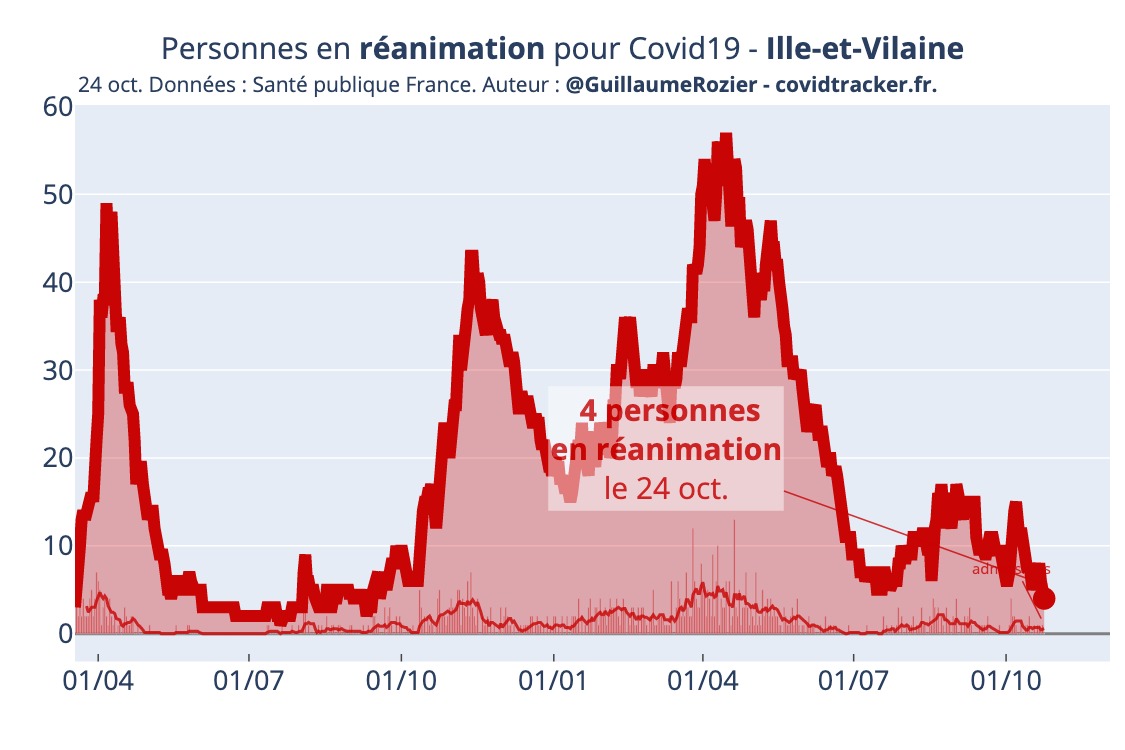 Personnes en réanimation pour Covid19 - Ille-et-Vilaine
24 oct. Données : Santé publique France. Auteur : @GuillaumeRozier - covidtracker.fr.
60
50
40
30
20
10
0
4 personnes
en réanimation
le 24 oct.
01/04
01/07
01/10
01/01
01/04
01/07
01/10